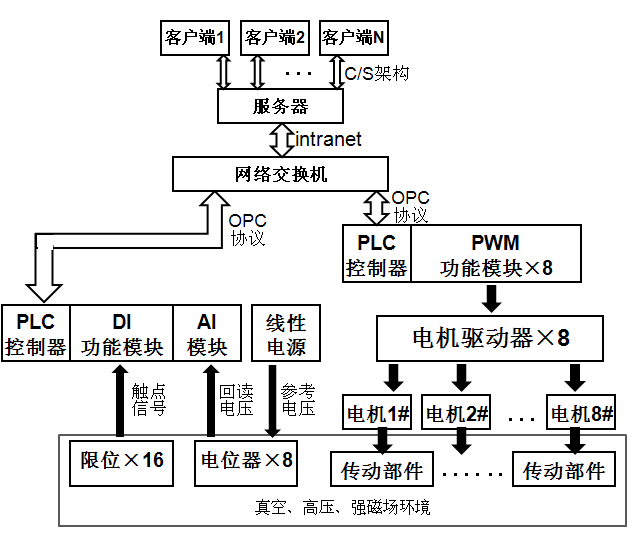 客户端1 客户端2 客户端N
... C/S架构
服务器
intranet
网络交换机
OPC
协议
OPC
协议
PLC
控制器
PWM
功能模块×8
PLC
控制器
DI
功能模块
AI
模块
线性
电源
电机驱动器×8
触点
信号
回读
电压
参考
电压
电机1# 电机2# ... 电机8#
限位×16 电位器×8 传动部件 ...... 传动部件
真空、高压、强磁场环境